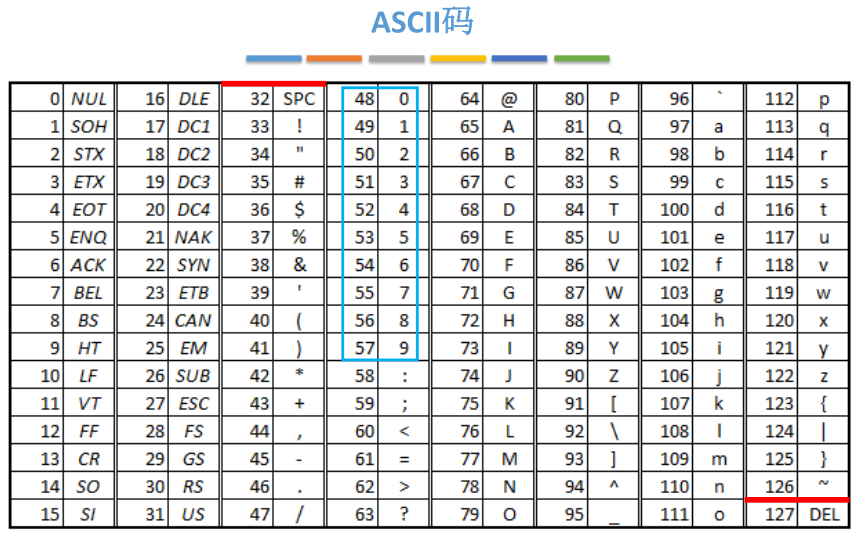 ASCII码
0 NUL 16 DLE 32 SPC 48 0 64 @ 80 P 96 ` 112 p
1 SOH 17 DC1 33 ! 49 1 65 A 81 Q 97 a 113 q
2 STX 18 DC2 34 " 50 2 66 B 82 R 98 b 114 r
3 ETX 19 DC3 35 # 51 3 67 C 83 S 99 c 115 s
4 EOT 20 DC4 36 $ 52 4 68 D 84 T 100 d 116 t
5 ENQ 21 NAK 37 % 53 5 69 E 85 U 101 e 117 u
6 ACK 22 SYN 38 & 54 6 70 F 86 V 102 f 118 v
7 BEL 23 ETB 39 ' 55 7 71 G 87 W 103 g 119 w
8 BS 24 CAN 40 ( 56 8 72 H 88 X 104 h 120 x
9 HT 25 EM 41 ) 57 9 73 I 89 Y 105 i 121 y
10 LF 26 SUB 42 * 58 : 74 J 90 Z 106 j 122 z
11 VT 27 ESC 43 + 59 ; 75 K 91 [ 107 k 123 {
12 FF 28 FS 44 , 60 < 76 L 92 \ 108 l 124 |
13 CR 29 GS 45 - 61 = 77 M 93 ] 109 m 125 }
14 SO 30 RS 46 . 62 > 78 N 94 ^ 110 n 126 ~
15 SI 31 US 47 / 63 ? 79 O 95 _ 111 o 127 DEL